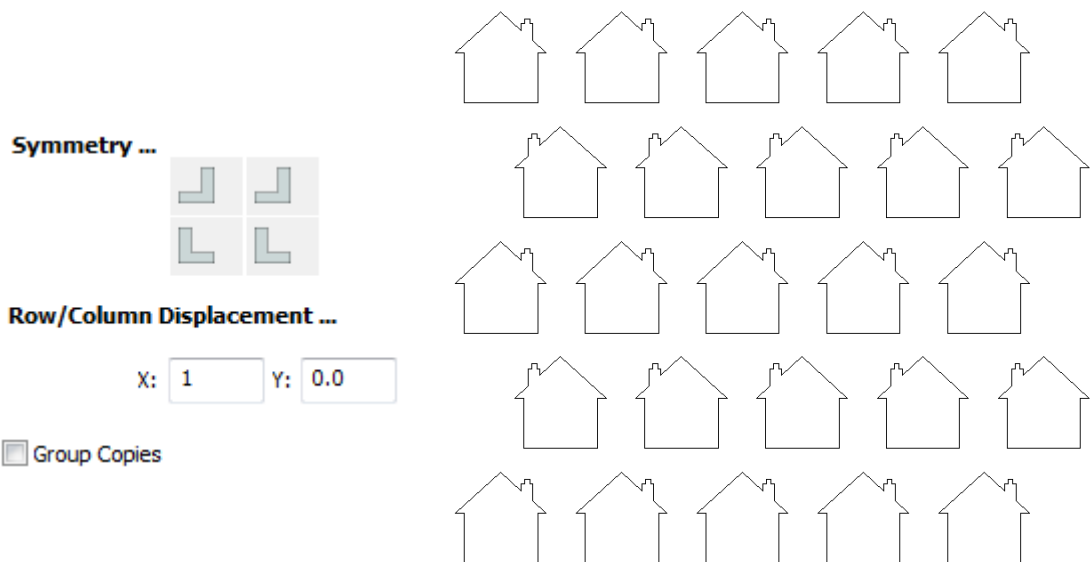 Symmetry ...
Row/Column Displacement ...
X: 1 Y: 0.0
Group Copies